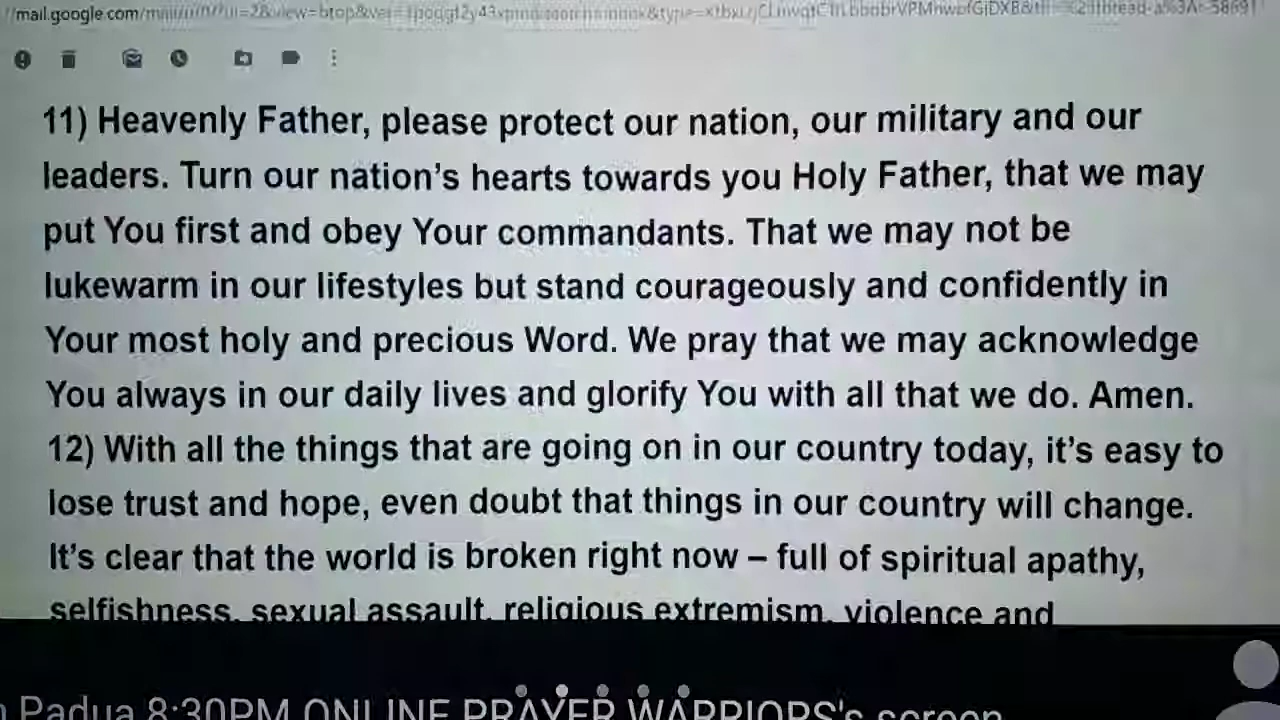 11) Heavenly Father, please protect our nation, our military and our
leaders. Turn our nation's hearts towards you Holy Father, that we may
put You first and obey Your commandants. That we may not be
lukewarm in our lifestyles but stand courageously and confidently in
Your most holy and precious Word. We pray that we may acknowledge
You always in our daily lives and glorify You with all that we do. Amen.
12) With all the things that are going on in our country today, it's easy to
lose trust and hope, even doubt that things in our country will change.
It's clear that the world is broken right now – full of spiritual apathy,
selfishness, sexual assault, religious extremism, violence and
Padua 8:30PM ONLINE PRAYER WARRIORS's screen